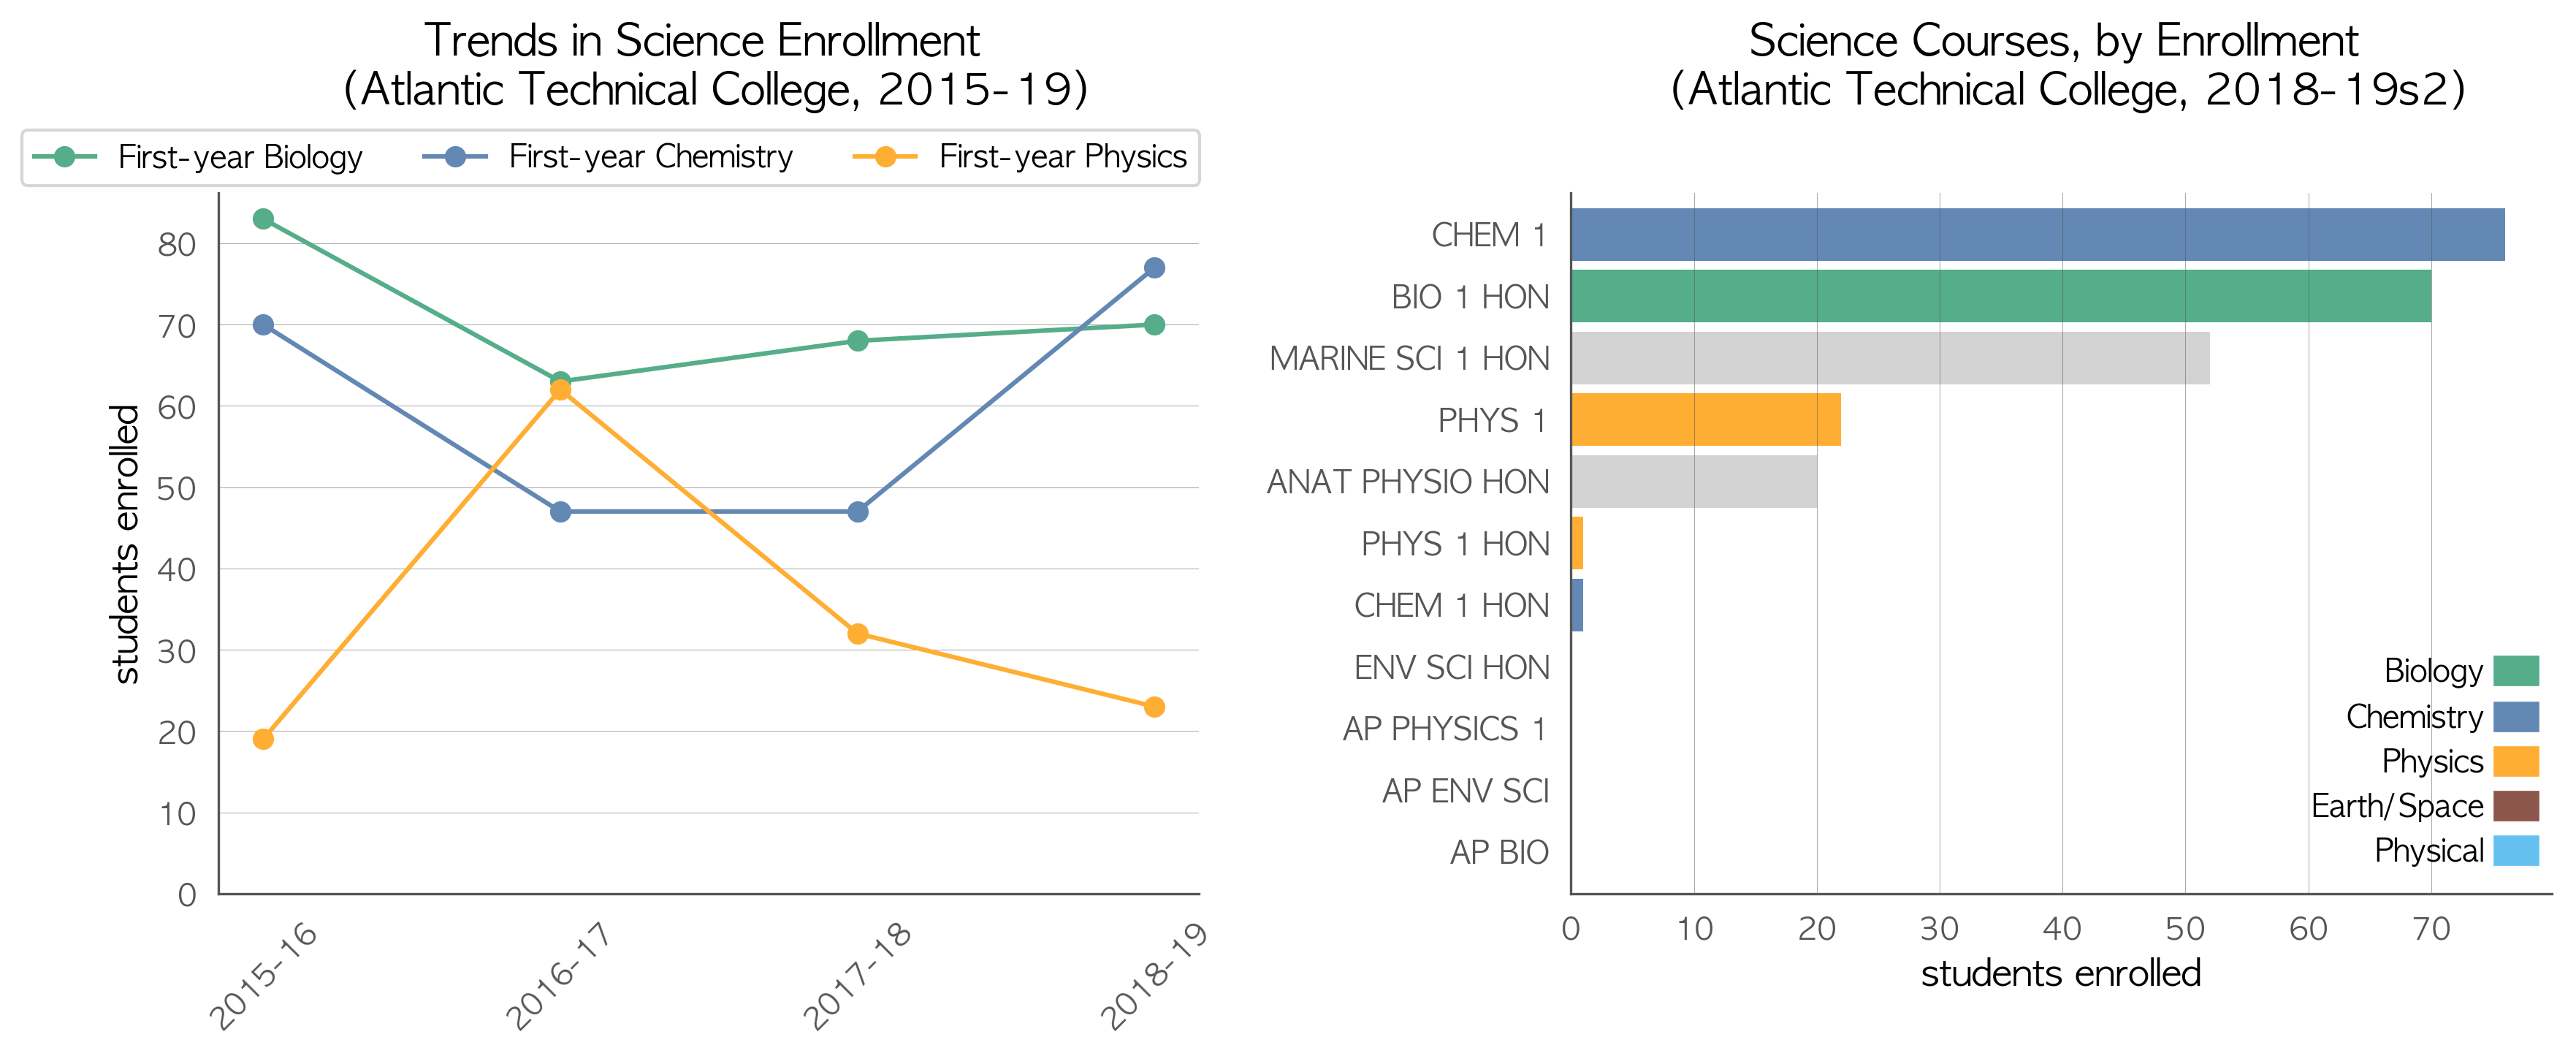 Trends in Science Enrollment
(Atlantic Technical College, 2015-19)
First-year Biology
First-year Chemistry
First-year Physics
students enrolled
80
70
60
50
40
30
20
10
0
2015-16
2016-17
2017-18
2018-19
Science Courses, by Enrollment
(Atlantic Technical College, 2018-19s2)
CHEM 1
BIO 1 HON
MARINE SCI 1 HON
PHYS 1
ANAT PHYSIO HON
PHYS 1 HON
CHEM 1 HON
ENV SCI HON
AP PHYSICS 1
AP ENV SCI
AP BIO
Biology
Chemistry
Physics
Earth/Space
Physical
0 10 20 30 40 50 60 70
students enrolled